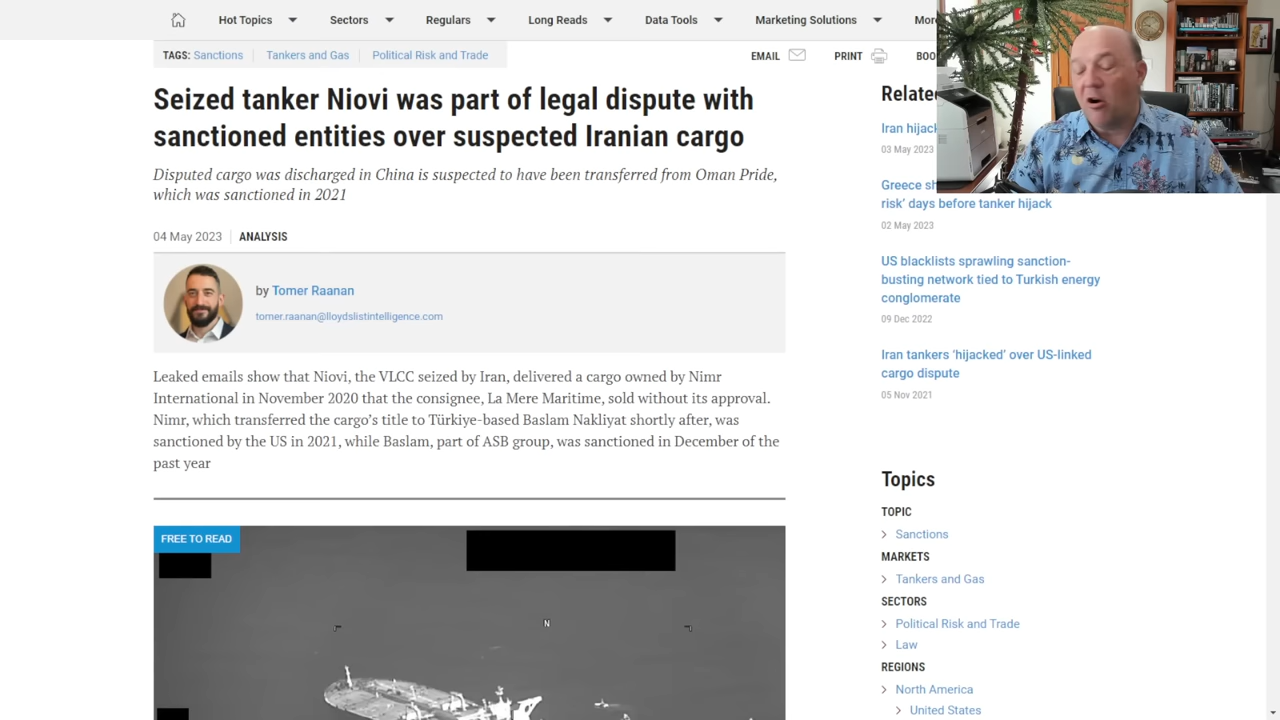 Hot Topics Sectors Regulars Long Reads Data Tools Marketing Solutions More
TAGS: Sanctions Tankers and Gas Political Risk and Trade
EMAIL PRINT BOO
Seized tanker Niovi was part of legal dispute with
sanctioned entities over suspected Iranian cargo
Disputed cargo was discharged in China is suspected to have been transferred from Oman Pride,
which was sanctioned in 2021
04 May 2023 ANALYSIS
by Tomer Raanan
tomer.raanan@lloydslistintelligence.com
Leaked emails show that Niovi, the VLCC seized by Iran, delivered a cargo owned by Nimr
International in November 2020 that the consignee, La Mere Maritime, sold without its approval.
Nimr, which transferred the cargo’s title to Türkiye-based Baslam Nakliyat shortly after, was
sanctioned by the US in 2021, while Baslam, part of ASB group, was sanctioned in December of the
past year
FREE TO READ
N
Relate
Iran hijack
03 May 2023
Greece sh
risk’ days before tanker hijack
02 May 2023
US blacklists sprawling sanction-
busting network tied to Turkish energy
conglomerate
09 Dec 2022
Iran tankers ‘hijacked’ over US-linked
cargo dispute
05 Nov 2021
Topics
TOPIC
Sanctions
MARKETS
Tankers and Gas
SECTORS
Political Risk and Trade
Law
REGIONS
North America
United States